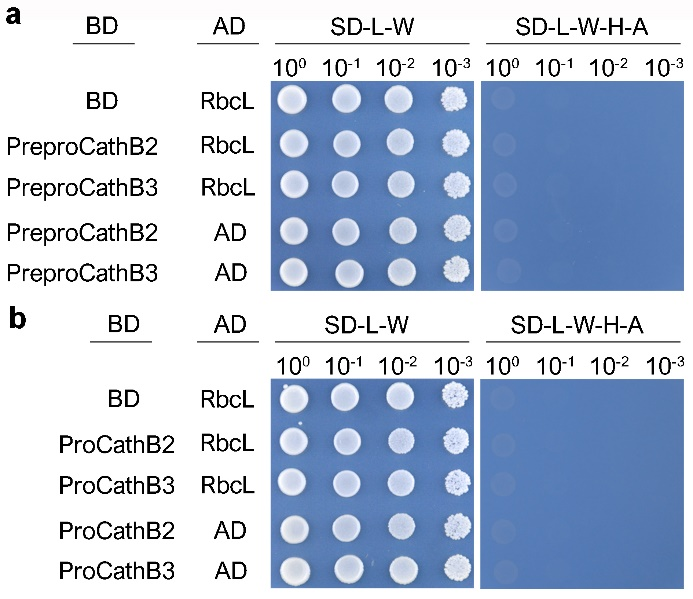 a
BD AD SD-L-W SD-L-W-H-A
10⁰ 10⁻¹ 10⁻² 10⁻³ 10⁰ 10⁻¹ 10⁻² 10⁻³
BD RbcL
PreproCathB2 RbcL
PreproCathB3 RbcL
PreproCathB2 AD
PreproCathB3 AD
b
BD AD SD-L-W SD-L-W-H-A
10⁰ 10⁻¹ 10⁻² 10⁻³ 10⁰ 10⁻¹ 10⁻² 10⁻³
BD RbcL
ProCathB2 RbcL
ProCathB3 RbcL
ProCathB2 AD
ProCathB3 AD